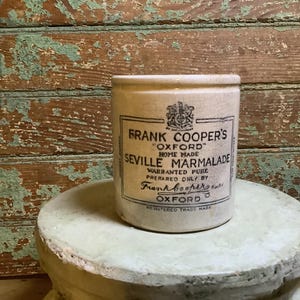 FRANK COOPER'S
"OXFORD"
HOME MADE
SEVILLE MARMALADE
WARRANTED PURE
PREPARED ONLY BY
Frank Cooper
OXFORD
REGISTERED TRADE MARK